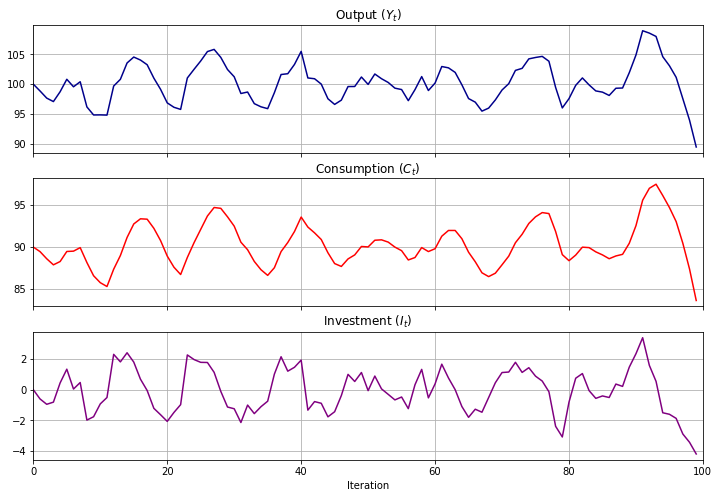 Output (Y_t)
105
100
95
90
Consumption (C_t)
95
90
85
Investment (I_t)
2
0
−2
−4
0 20 40 60 80 100
Iteration